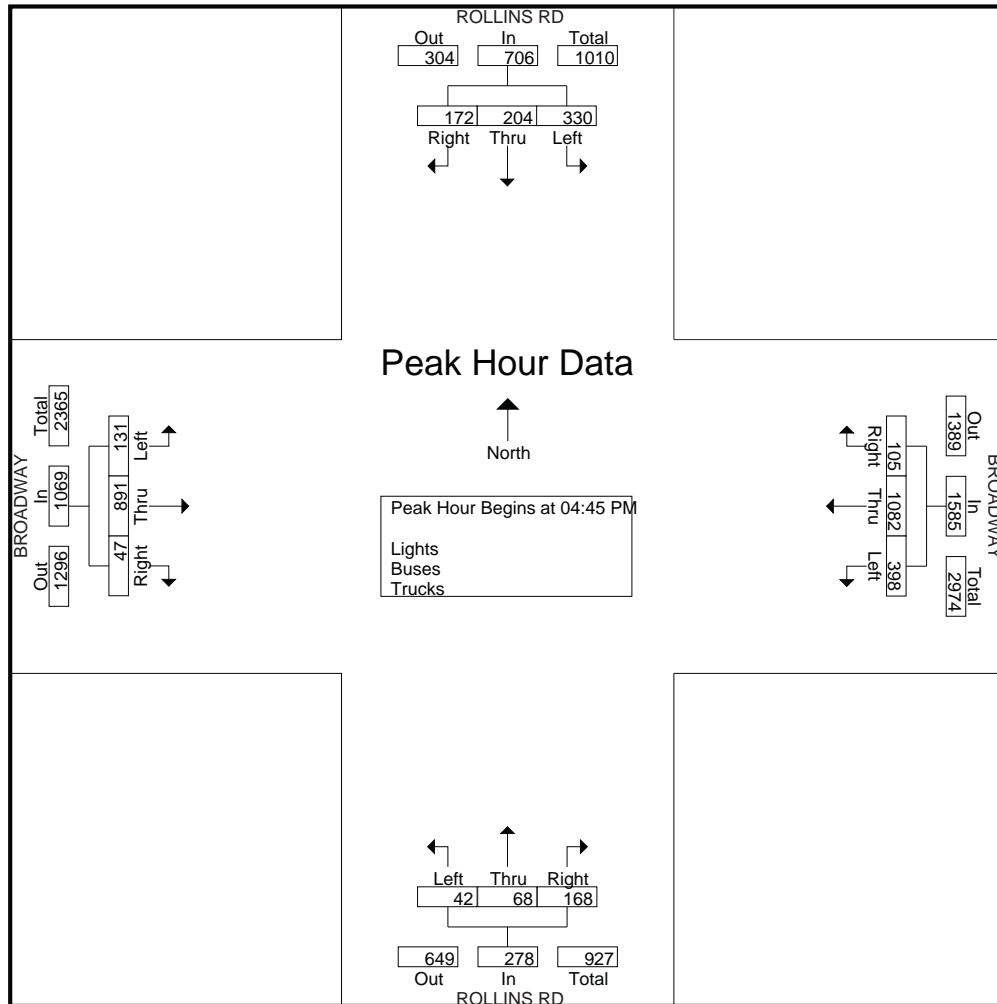 ROLLINS RD
Out In Total
304 706 1010
172 204 330
Right Thru Left
Peak Hour Data
North
Peak Hour Begins at 04:45 PM
Lights
Buses
Trucks
BROADWAY
Out In Total
1296 1069 2365
47 891 131
Right Thru Left
BROADWAY
Out In Total
1389 1585 2974
105 1082 398
Right Thru Left
Left Thru Right
42 68 168
649 278 927
Out In Total
ROLLINS RD